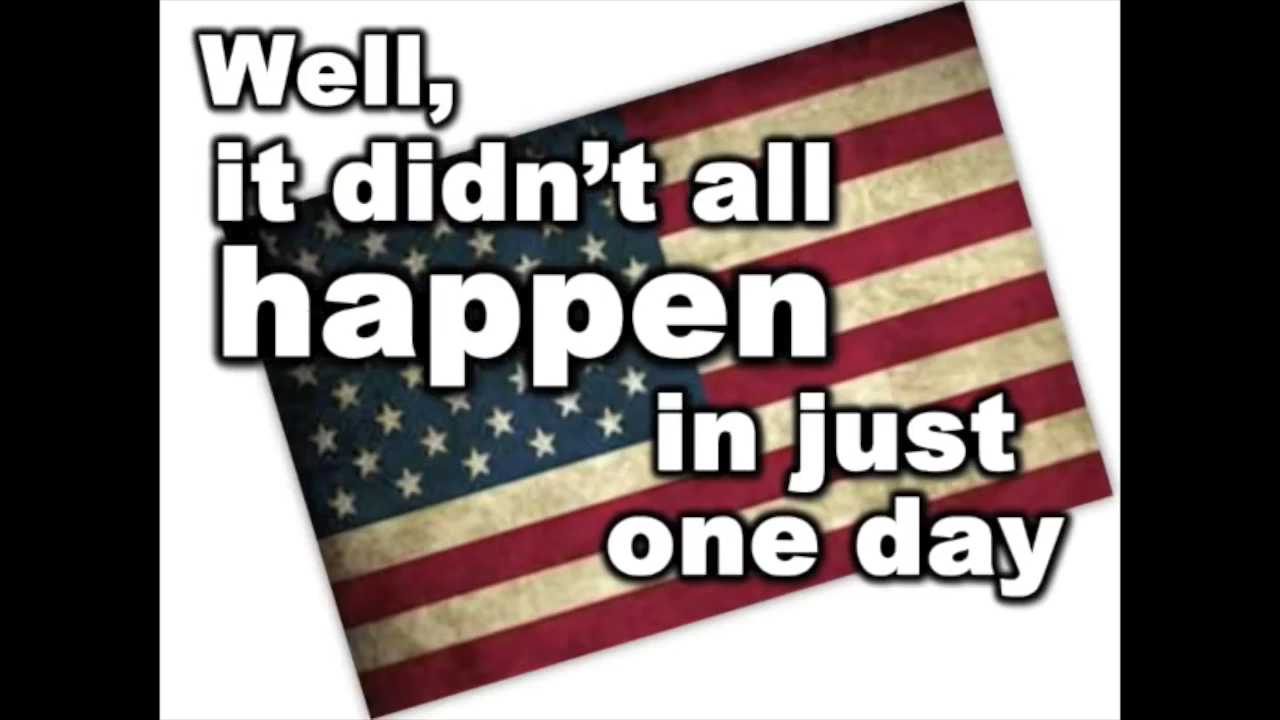 Well,
it didn’t all
happen
in just
one day